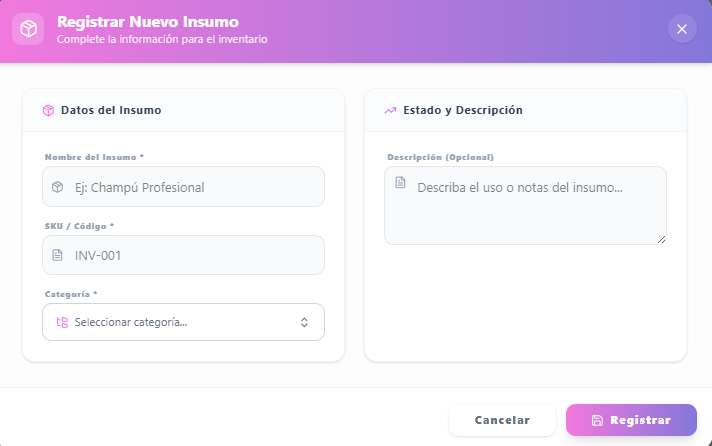 Registrar Nuevo Insumo
Complete la información para el inventario
Datos del Insumo
Nombre del Insumo *
Ej: Champú Profesional
SKU / Código *
INV-001
Categoría *
Seleccionar categoría...
Estado y Descripción
Descripción (Opcional)
Describa el uso o notas del insumo...
Cancelar
Registrar